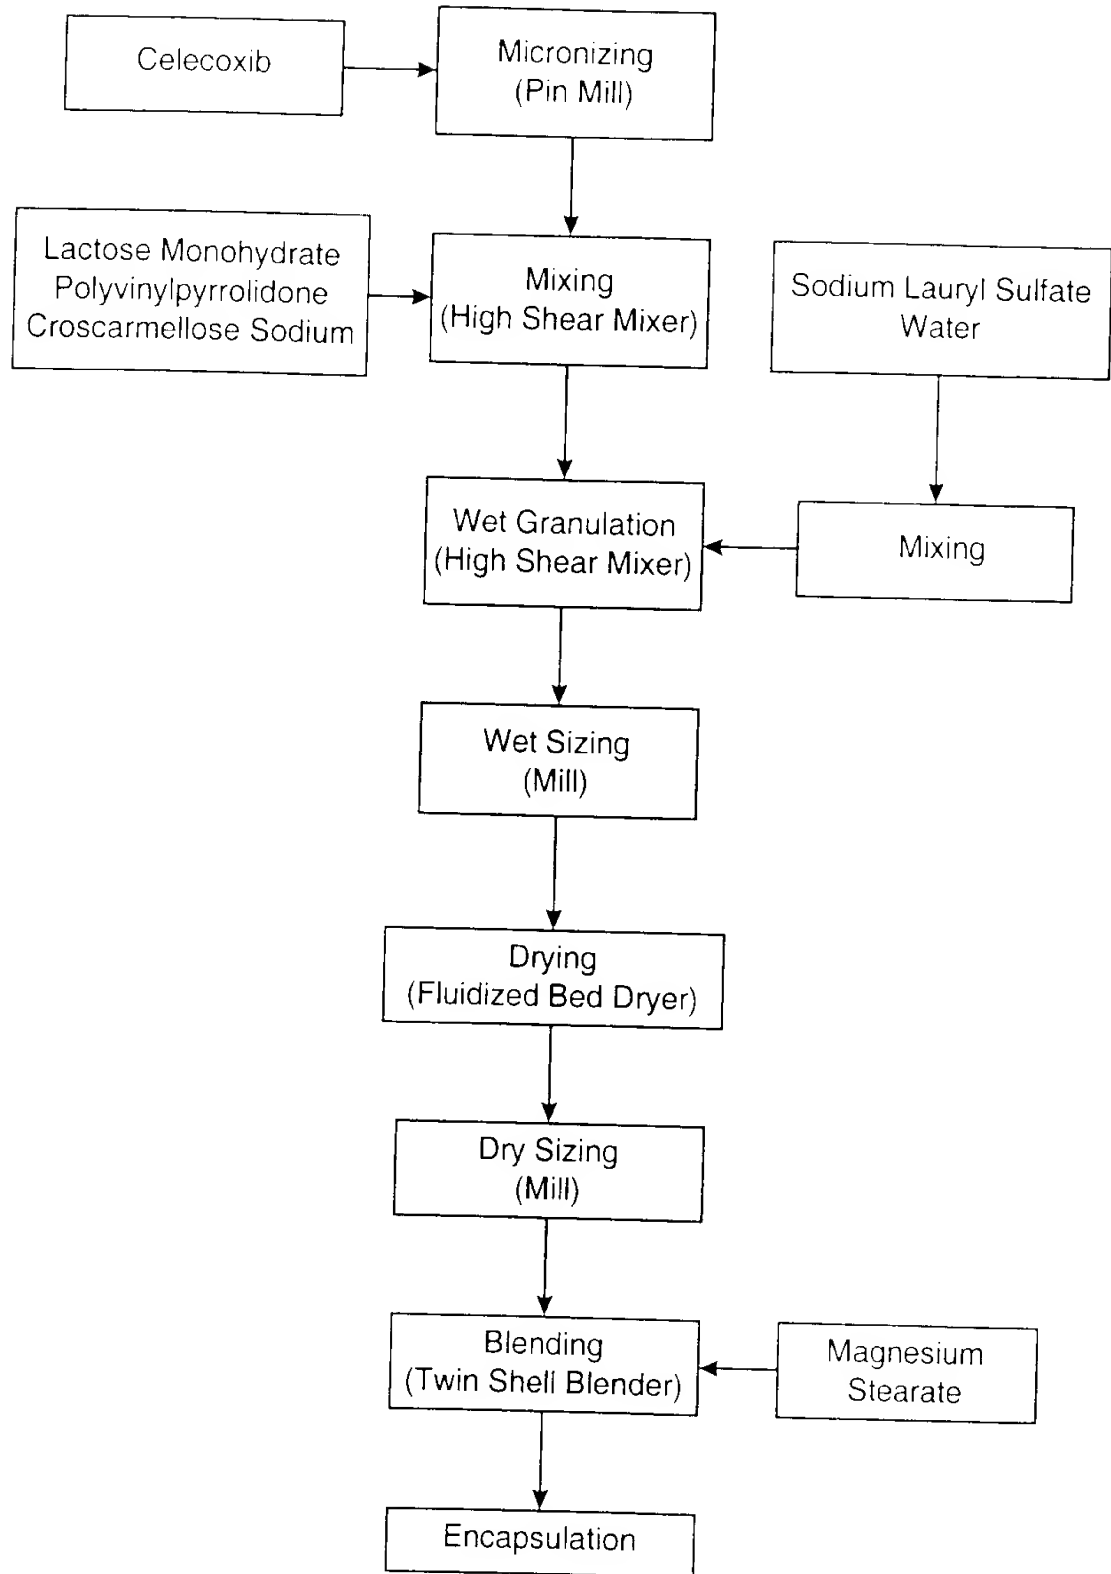 Celecoxib
Micronizing
(Pin Mill)
Lactose Monohydrate
Polyvinylpyrrolidone
Croscarmellose Sodium
Mixing
(High Shear Mixer)
Sodium Lauryl Sulfate
Water
Wet Granulation
(High Shear Mixer)
Mixing
Wet Sizing
(Mill)
Drying
(Fluidized Bed Dryer)
Dry Sizing
(Mill)
Blending
(Twin Shell Blender)
Magnesium
Stearate
Encapsulation